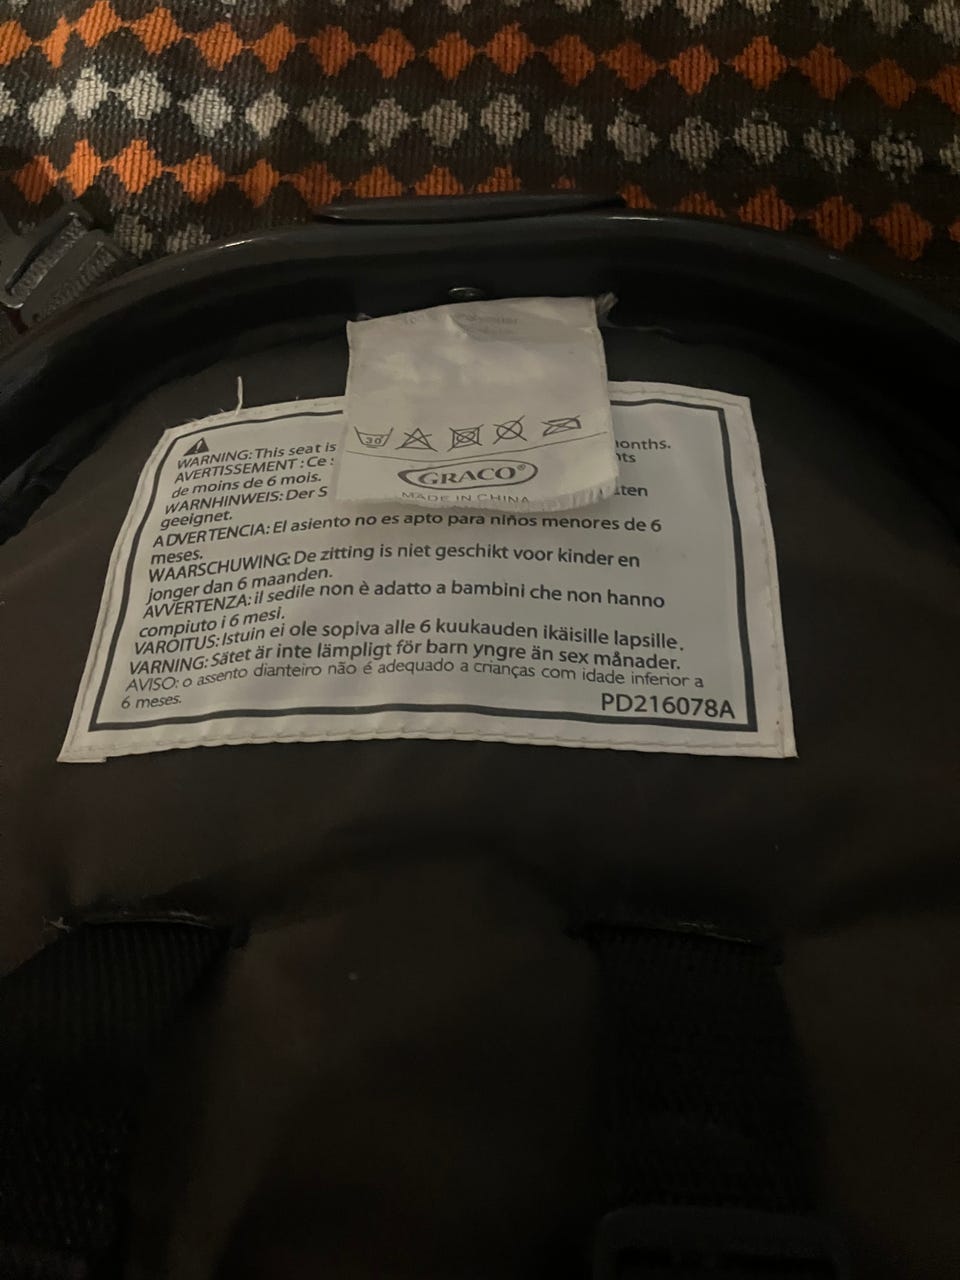 30
GRACO®
MADE IN CHINA
WARNING: This seat is
AVERTISSEMENT : Ce
de moins de 6 mois.
WARNHINWEIS: Der S
geeignet.
ADVERTENCIA: El asiento no es apto para niños menores de 6
meses.
WAARSCHUWING: De zitting is niet geschikt voor kinder en
jonger dan 6 maanden.
AVVERTENZA: il sedile non è adatto a bambini che non hanno
compiuto i 6 mesi.
VAROITUS: Istuin ei ole sopiva alle 6 kuukauden ikäisille lapsille.
VARNING: Sätet är inte lämpligt för barn yngre än sex månader.
AVISO: o assento dianteiro não é adequado a crianças com idade inferior a
6 meses.
PD216078A